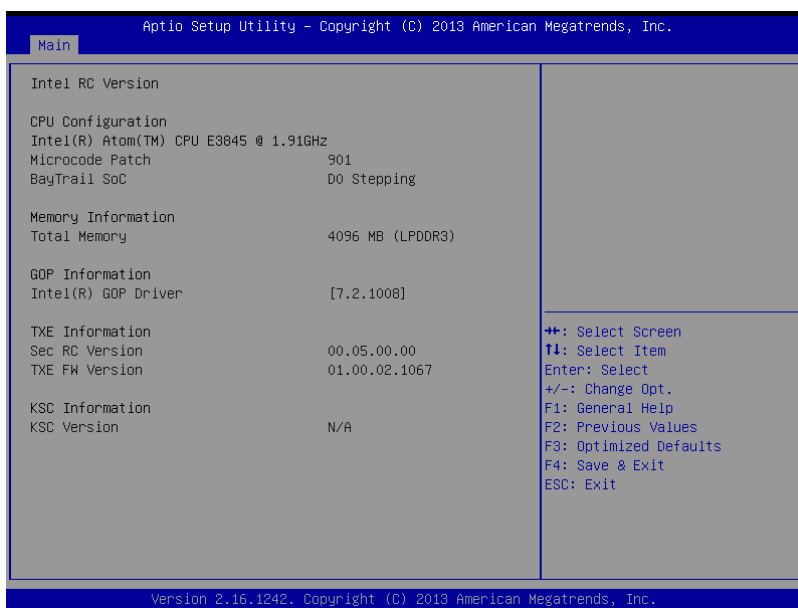 Aptio Setup Utility – Copyright (C) 2013 American Megatrends, Inc.
Main
Intel RC Version
CPU Configuration
Intel(R) Atom(TM) CPU E3845 @ 1.91GHz
Microcode Patch 901
BayTrail SoC D0 Stepping
Memory Information
Total Memory 4096 MB (LPDDR3)
GOP Information
Intel(R) GOP Driver [7.2.1008]
TXE Information
Sec RC Version 00.05.00.00
TXE FW Version 01.00.02.1067
KSC Information
KSC Version N/A
→←: Select Screen
↑↓: Select Item
Enter: Select
+/-: Change Opt.
F1: General Help
F2: Previous Values
F3: Optimized Defaults
F4: Save & Exit
ESC: Exit
Version 2.16.1242. Copyright (C) 2013 American Megatrends, Inc.